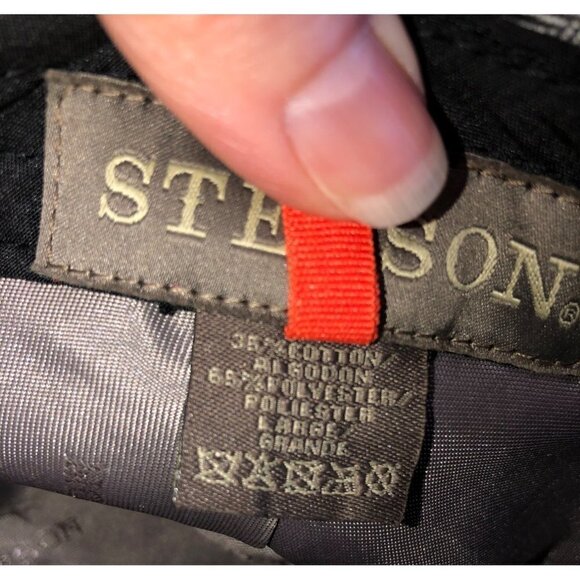 STE SON®
35% COTTON/
ALGODON
65% POLYESTER/
POLIESTER
LARGE/
GRANDE